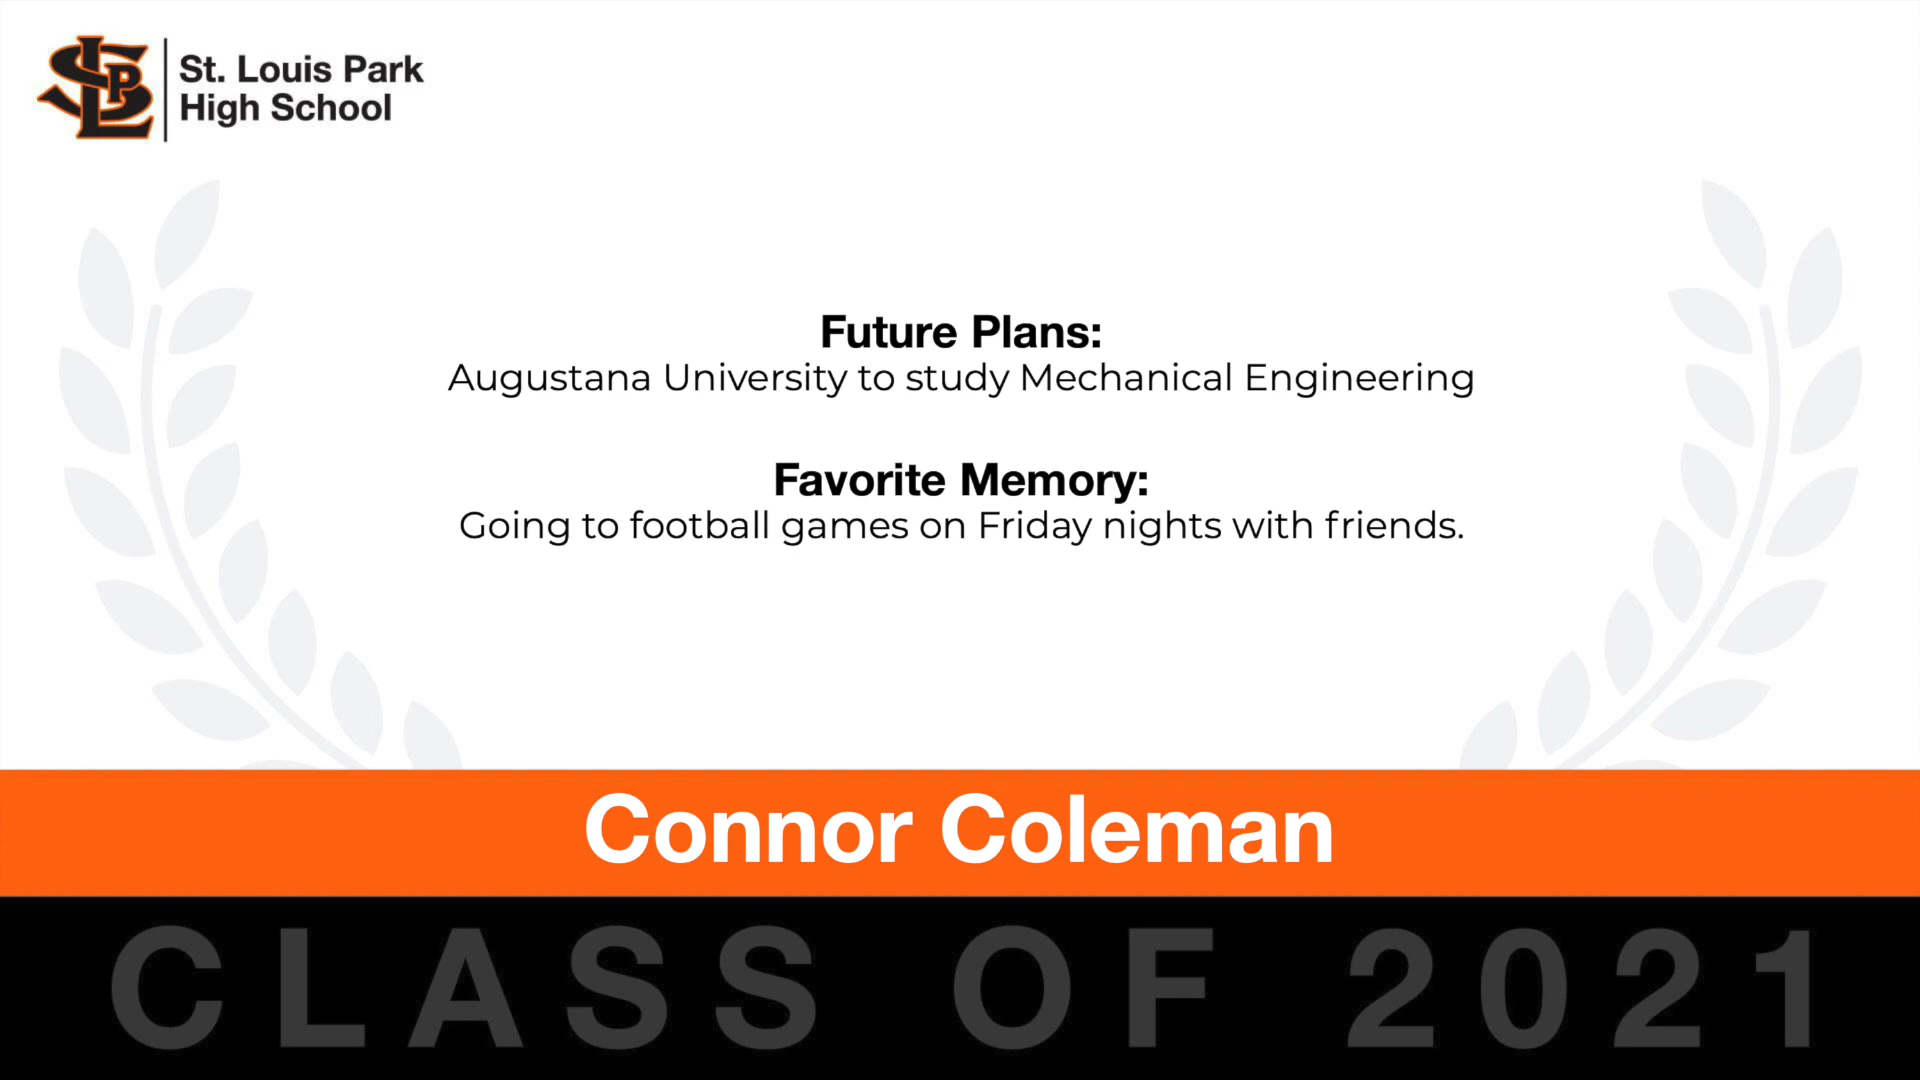 SLP
St. Louis Park
High School
Future Plans:
Augustana University to study Mechanical Engineering
Favorite Memory:
Going to football games on Friday nights with friends.
Connor Coleman
CLASS OF 2021